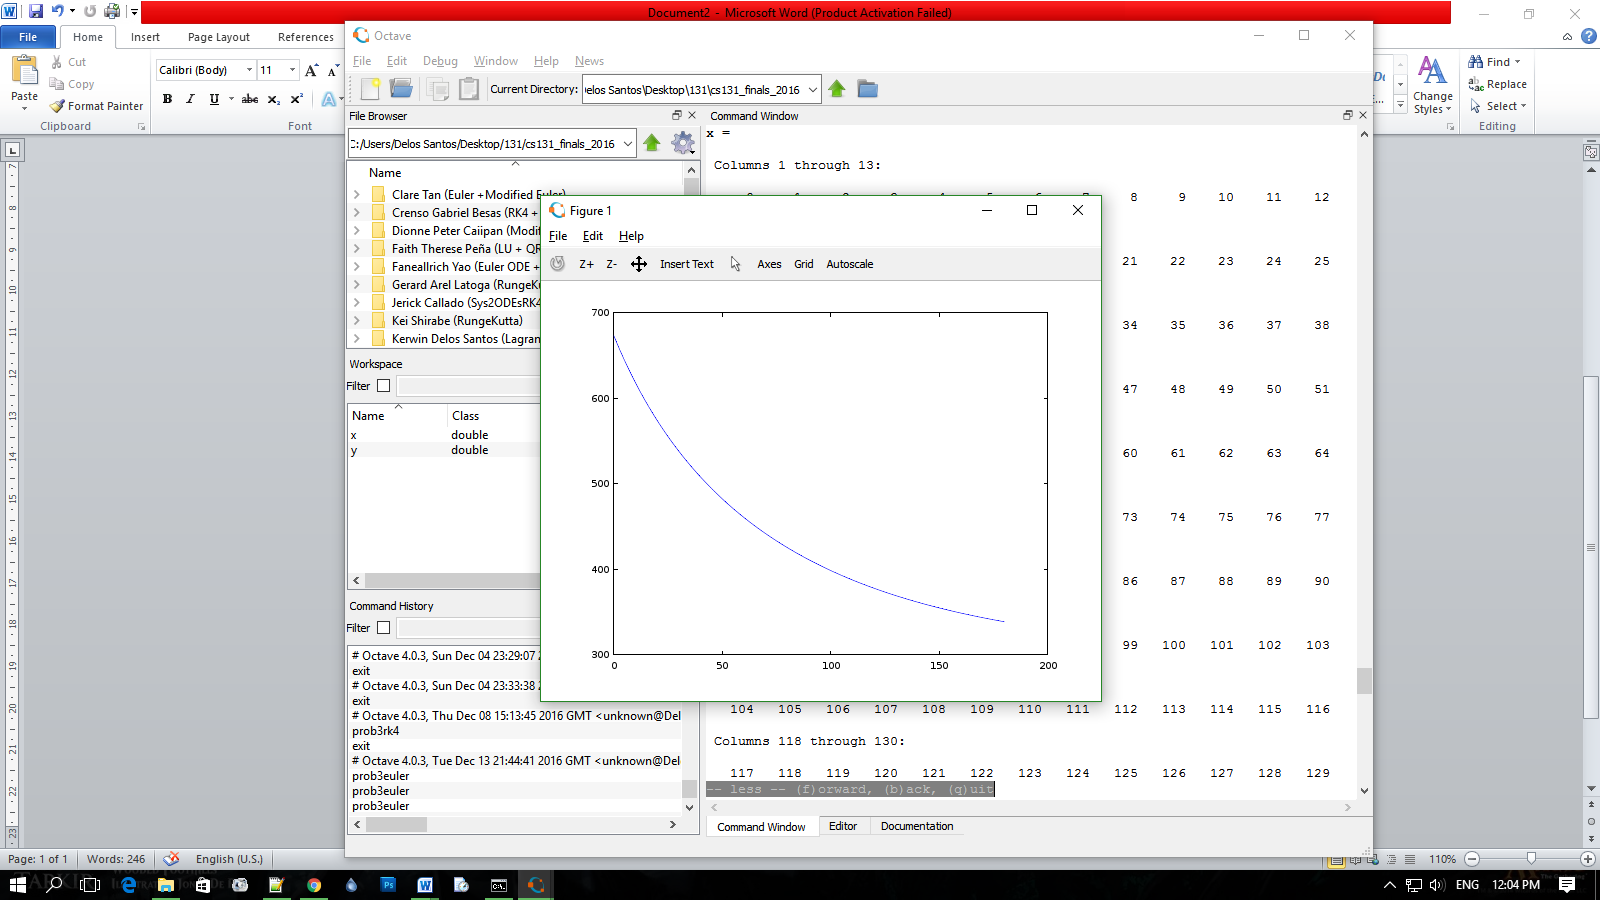 Document2 - Microsoft Word (Product Activation Failed)
File Home Insert Page Layout References
Paste
Cut
Copy
Format Painter
Clipboard
Calibri (Body) 11
Font
Find
Replace
Select
Change Styles
Editing
Octave
File Edit Debug Window Help News
Current Directory: elos Santos\Desktop\131\cs131_finals_2016
File Browser
:/Users/Delos Santos/Desktop/131/cs131_finals_2016
Name
Clare Tan (Euler +Modified Euler)
Crenso Gabriel Besas (RK4 +
Dionne Peter Caiipan (Modif
Faith Therese Peña (LU + QR
Faneallrich Yao (Euler ODE +
Gerard Arel Latoga (RungeKu
Jerick Callado (Sys2ODEsRK4
Kei Shirabe (RungeKutta)
Kerwin Delos Santos (Lagran
Workspace
Filter
Name Class
x double
y double
Command History
Filter
# Octave 4.0.3, Sun Dec 04 23:29:07
exit
# Octave 4.0.3, Sun Dec 04 23:33:38
exit
# Octave 4.0.3, Thu Dec 08 15:13:45 2016 GMT <unknown@Del
prob3rk4
exit
# Octave 4.0.3, Tue Dec 13 21:44:41 2016 GMT <unknown@Del
prob3euler
prob3euler
prob3euler
Command Window
x =
Columns 1 through 13:
8 9 10 11 12
21 22 23 24 25
34 35 36 37 38
47 48 49 50 51
60 61 62 63 64
73 74 75 76 77
86 87 88 89 90
99 100 101 102 103
104 105 106 107 108 109 110 111 112 113 114 115 116
Columns 118 through 130:
117 118 119 120 121 122 123 124 125 126 127 128 129
-- less -- (f)orward, (b)ack, (q)uit
Command Window Editor Documentation
Figure 1
File Edit Help
Z+ Z- Insert Text Axes Grid Autoscale
700
600
500
400
300
0 50 100 150 200
Page: 1 of 1 Words: 246 English (U.S.) 110%
ENG 12:04 PM